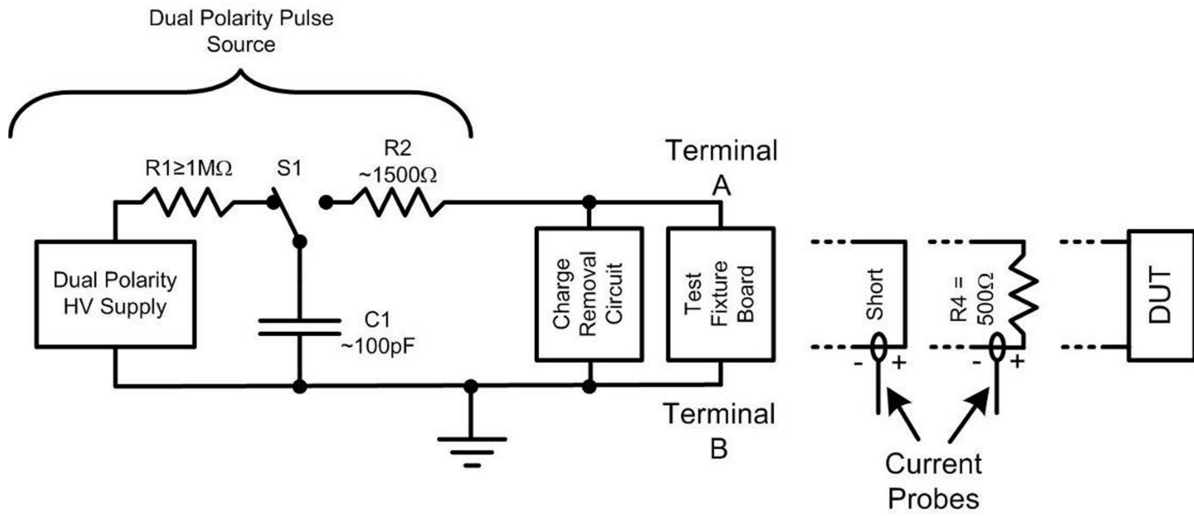 Dual Polarity Pulse
Source
R1≥1MΩ
S1
R2
~1500Ω
Terminal
A
Dual Polarity
HV Supply
C1
~100pF
Charge
Removal
Circuit
Test
Fixture
Board
Short
- +
R4 =
500Ω
- +
DUT
Terminal
B
Current
Probes